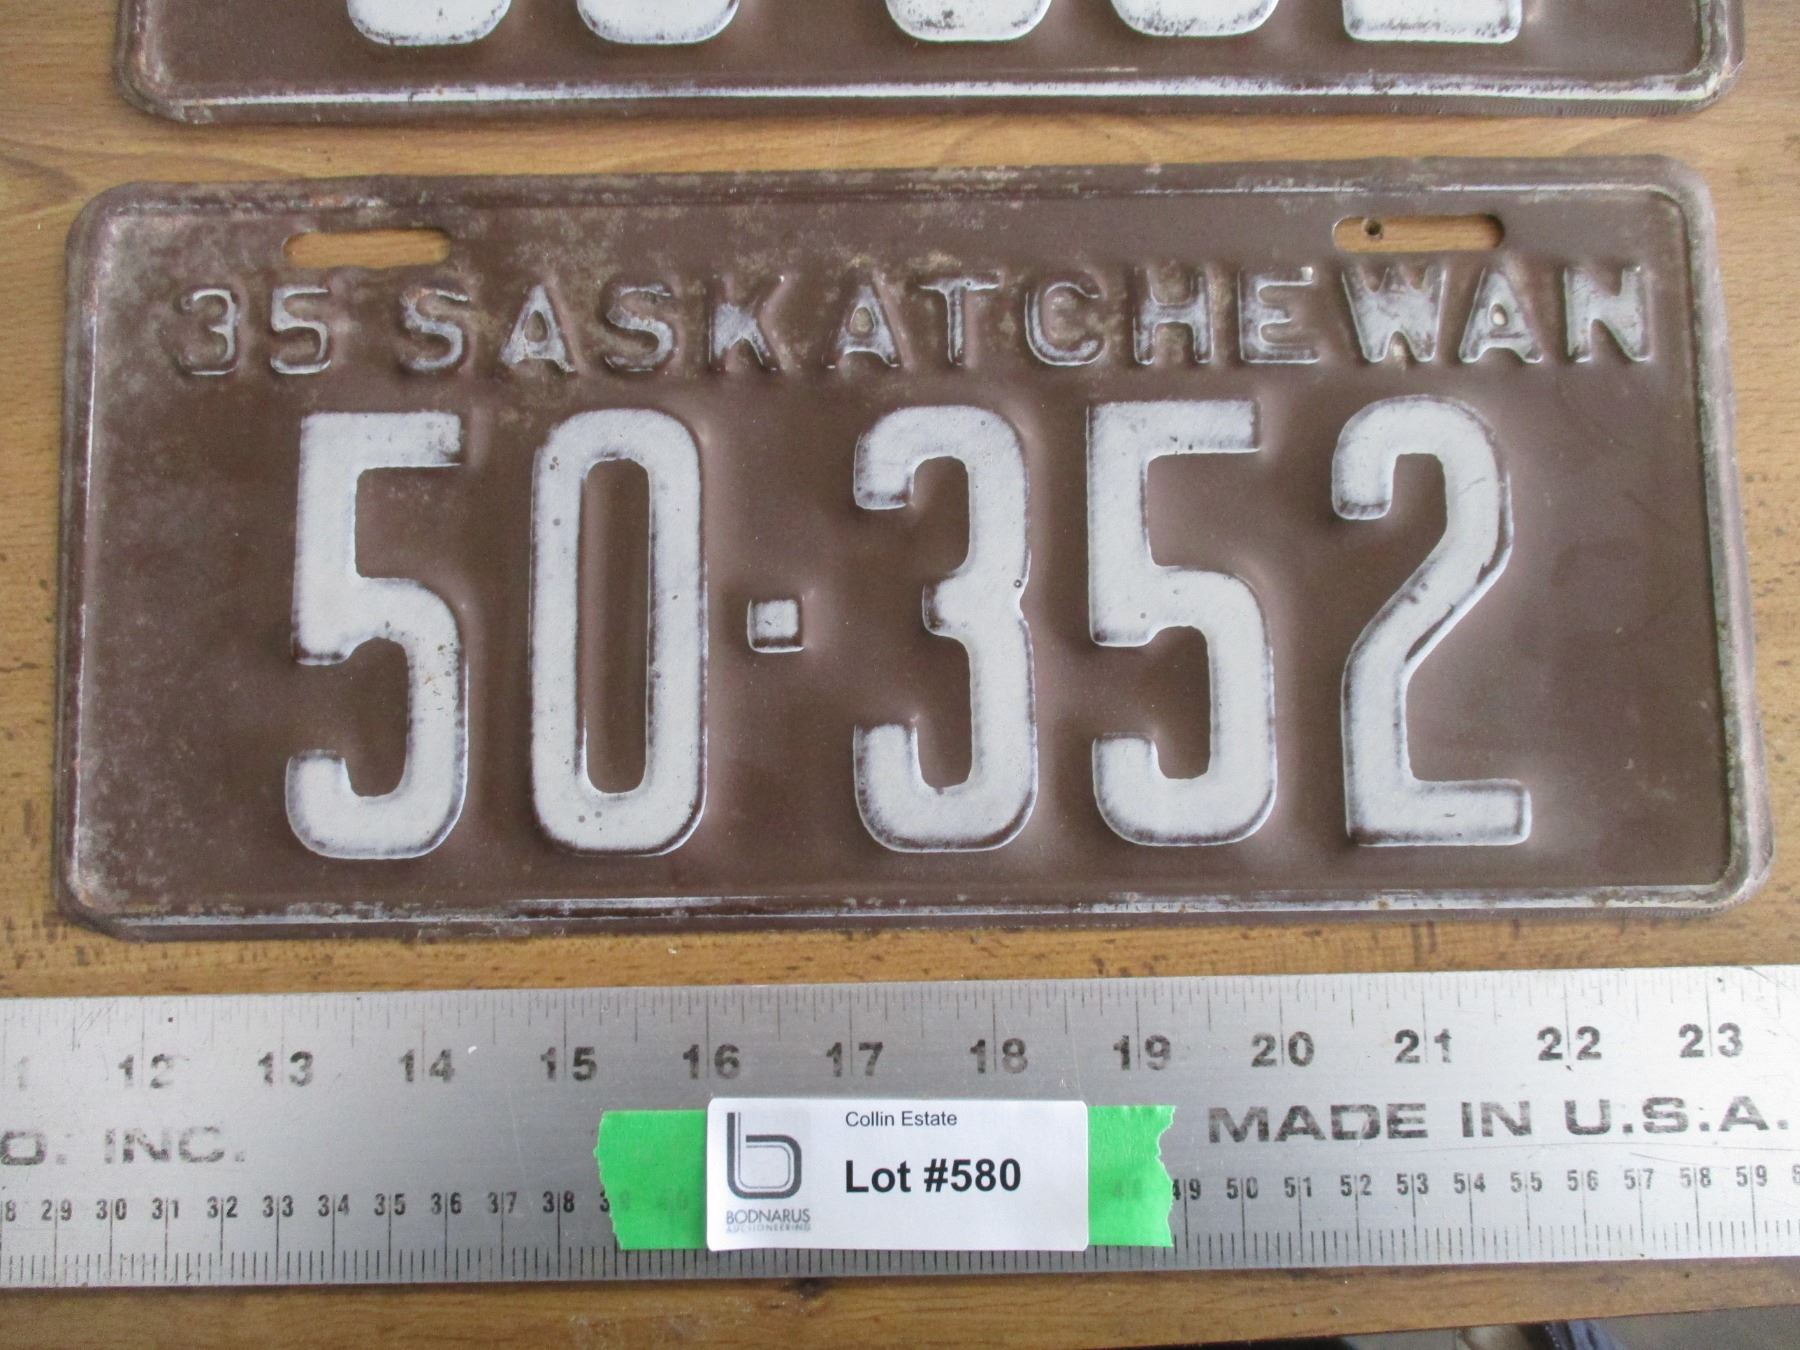 35 SASKATCHEWAN
50-352
12 13 14 15 16 17 18 19 20 21 22 23
O. INC.
MADE IN U.S.A.
29 30 31 32 33 34 35 36 37 38 49 50 51 52 53 54 55 56 57 58 59
Collin Estate
Lot #580
BODNARUS
AUCTIONEERING